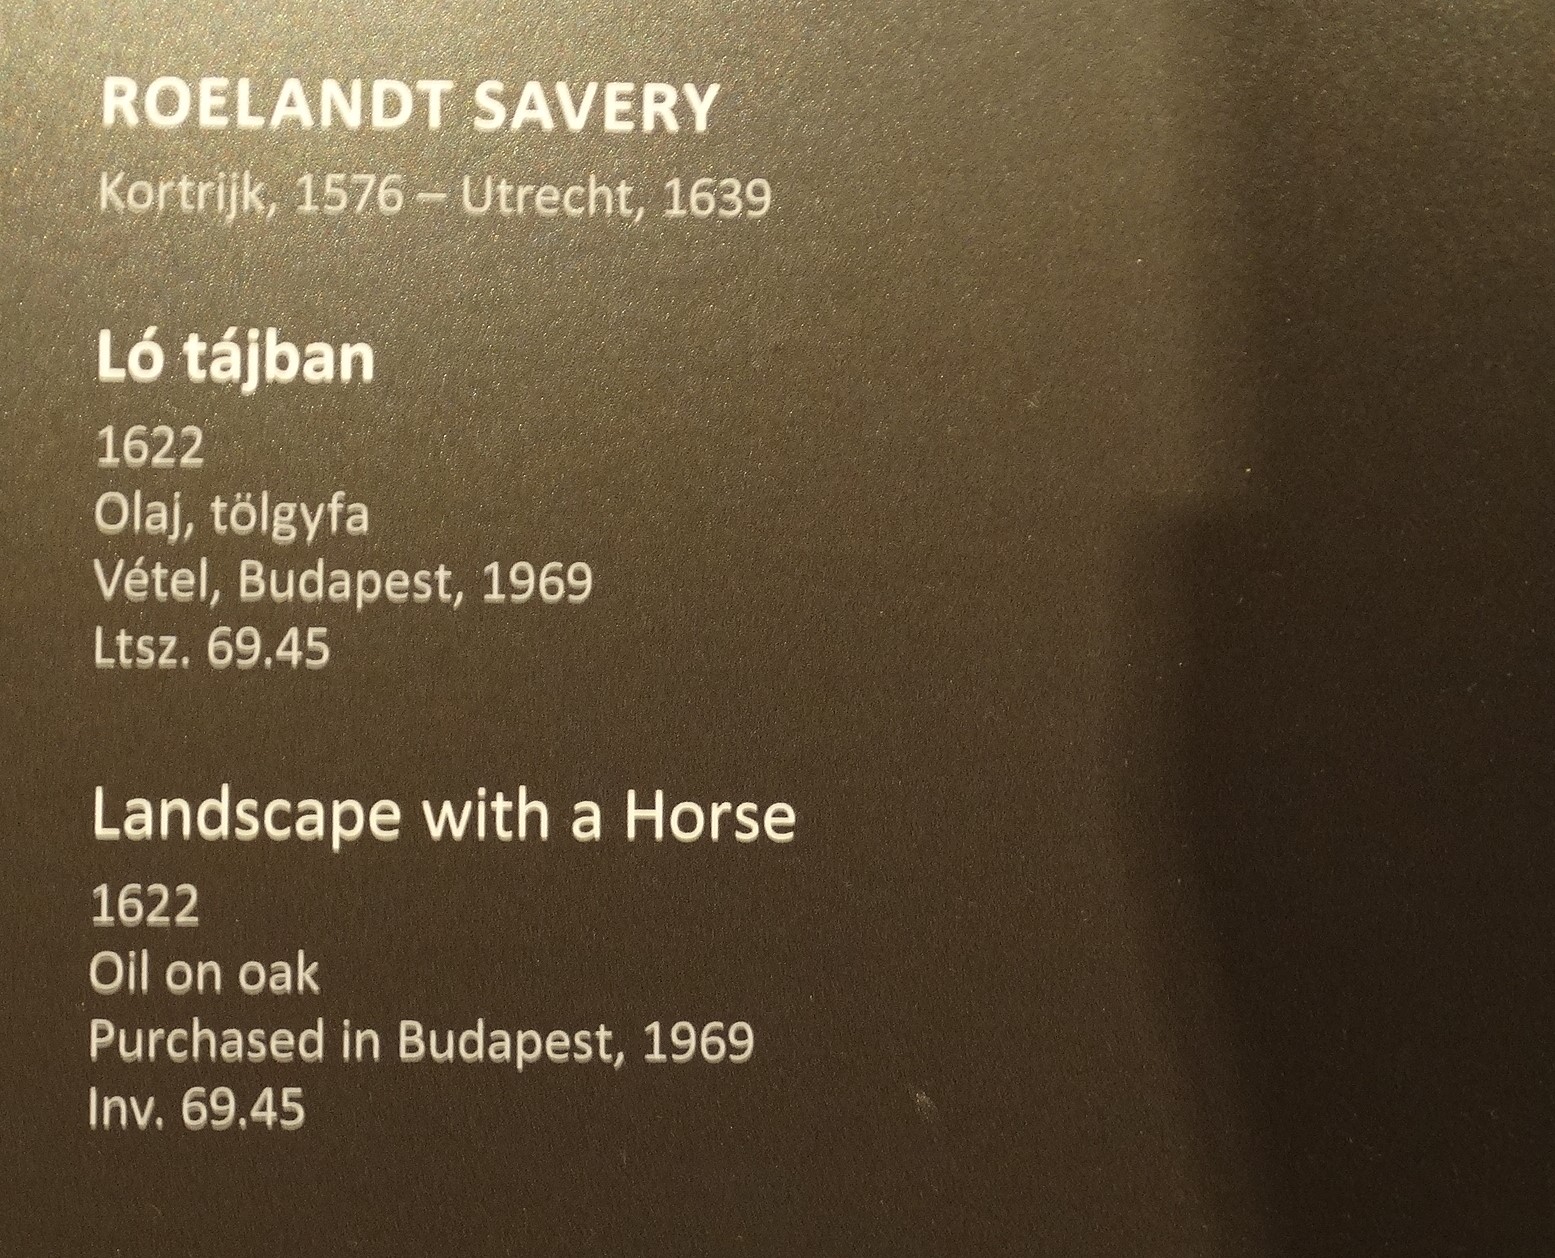 ROELANDT SAVERY
Kortrijk, 1576 – Utrecht, 1639
Ló tájban
1622
Olaj, tölgyfa
Vétel, Budapest, 1969
Ltsz. 69.45
Landscape with a Horse
1622
Oil on oak
Purchased in Budapest, 1969
Inv. 69.45